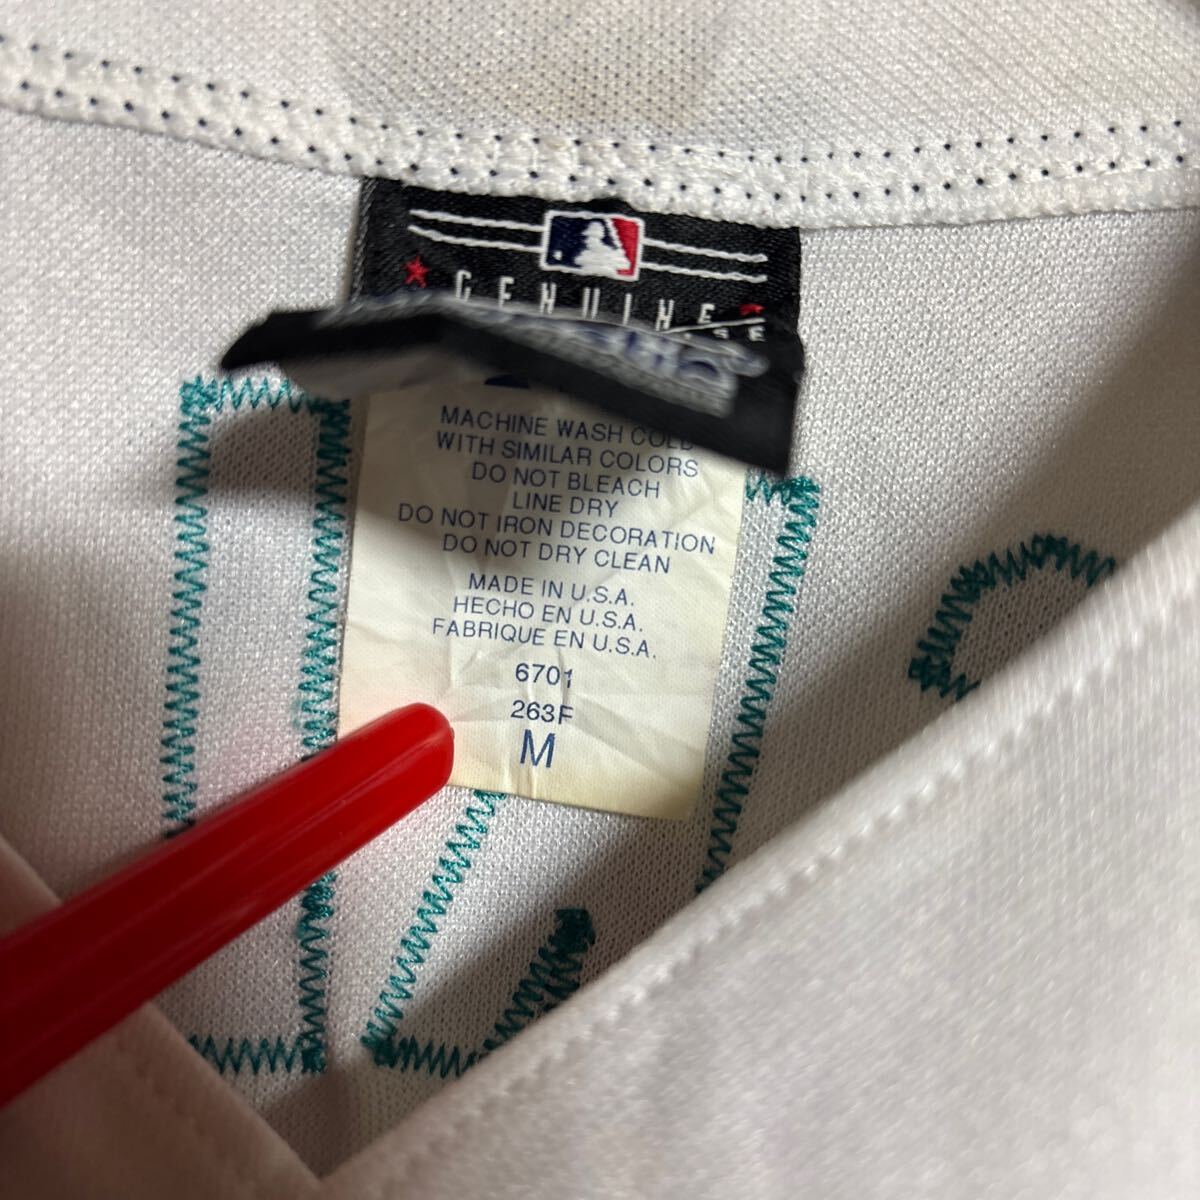 GENUINE
MACHINE WASH COLD
WITH SIMILAR COLORS
DO NOT BLEACH
LINE DRY
DO NOT IRON DECORATION
DO NOT DRY CLEAN
MADE IN U.S.A.
HECHO EN U.S.A.
FABRIQUE EN U.S.A.
6701
263F
M